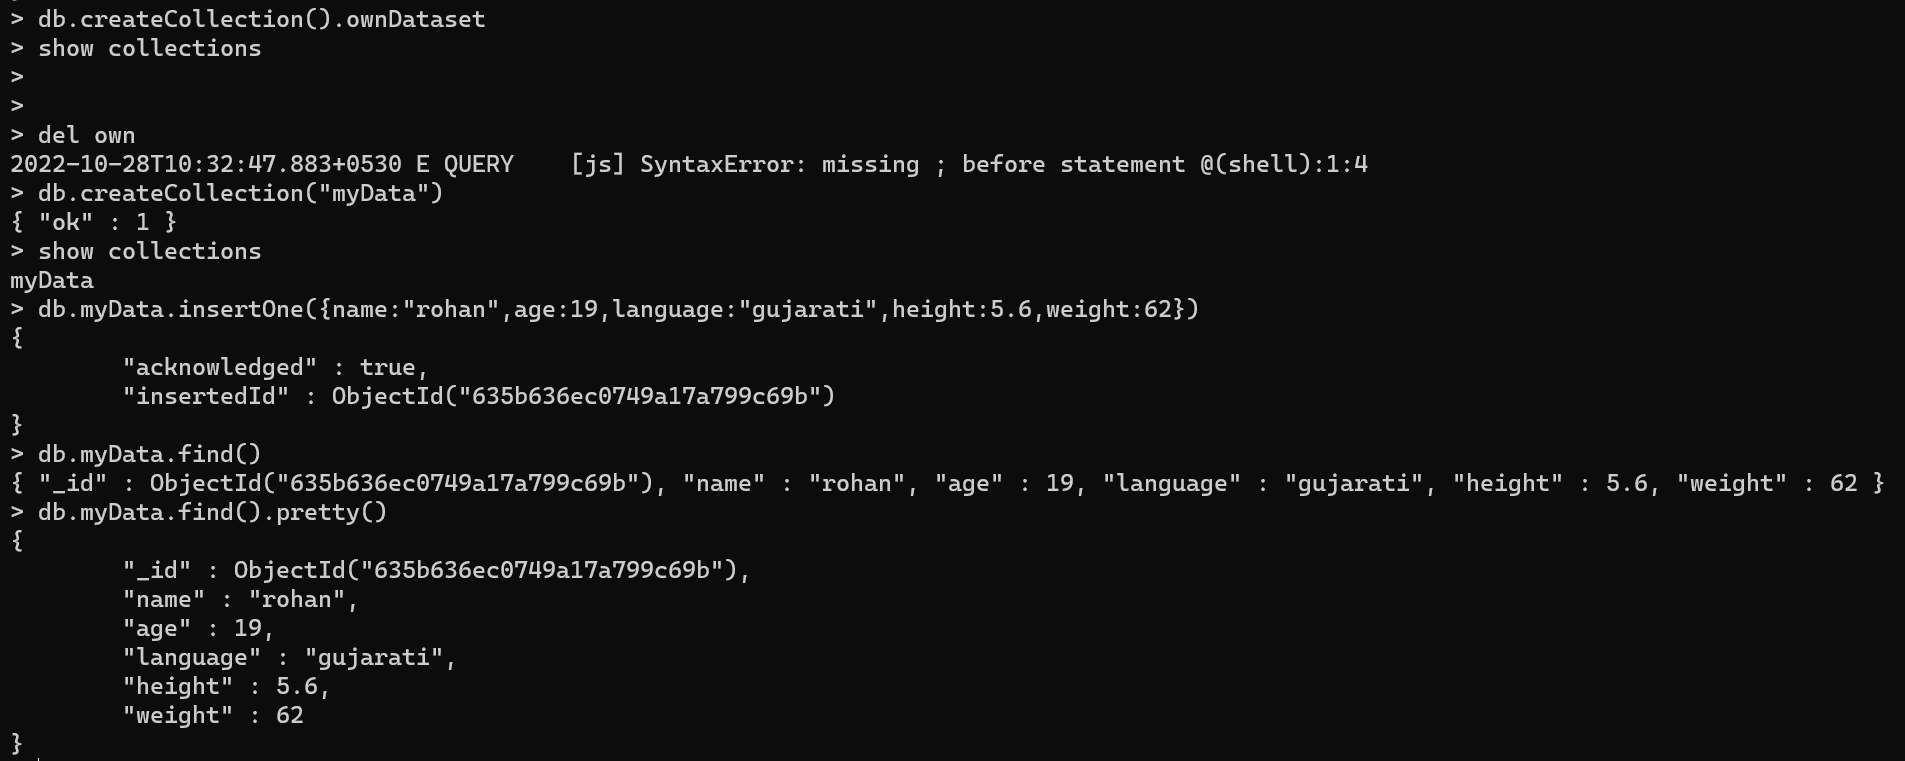 > db.createCollection().ownDataset
> show collections
>
>
> del own
2022-10-28T10:32:47.883+0530 E QUERY    [js] SyntaxError: missing ; before statement @(shell):1:4
> db.createCollection("myData")
{ "ok" : 1 }
> show collections
myData
> db.myData.insertOne({name:"rohan",age:19,language:"gujarati",height:5.6,weight:62})
{
        "acknowledged" : true,
        "insertedId" : ObjectId("635b636ec0749a17a799c69b")
}
> db.myData.find()
{ "_id" : ObjectId("635b636ec0749a17a799c69b"), "name" : "rohan", "age" : 19, "language" : "gujarati", "height" : 5.6, "weight" : 62 }
> db.myData.find().pretty()
{
        "_id" : ObjectId("635b636ec0749a17a799c69b"),
        "name" : "rohan",
        "age" : 19,
        "language" : "gujarati",
        "height" : 5.6,
        "weight" : 62
}